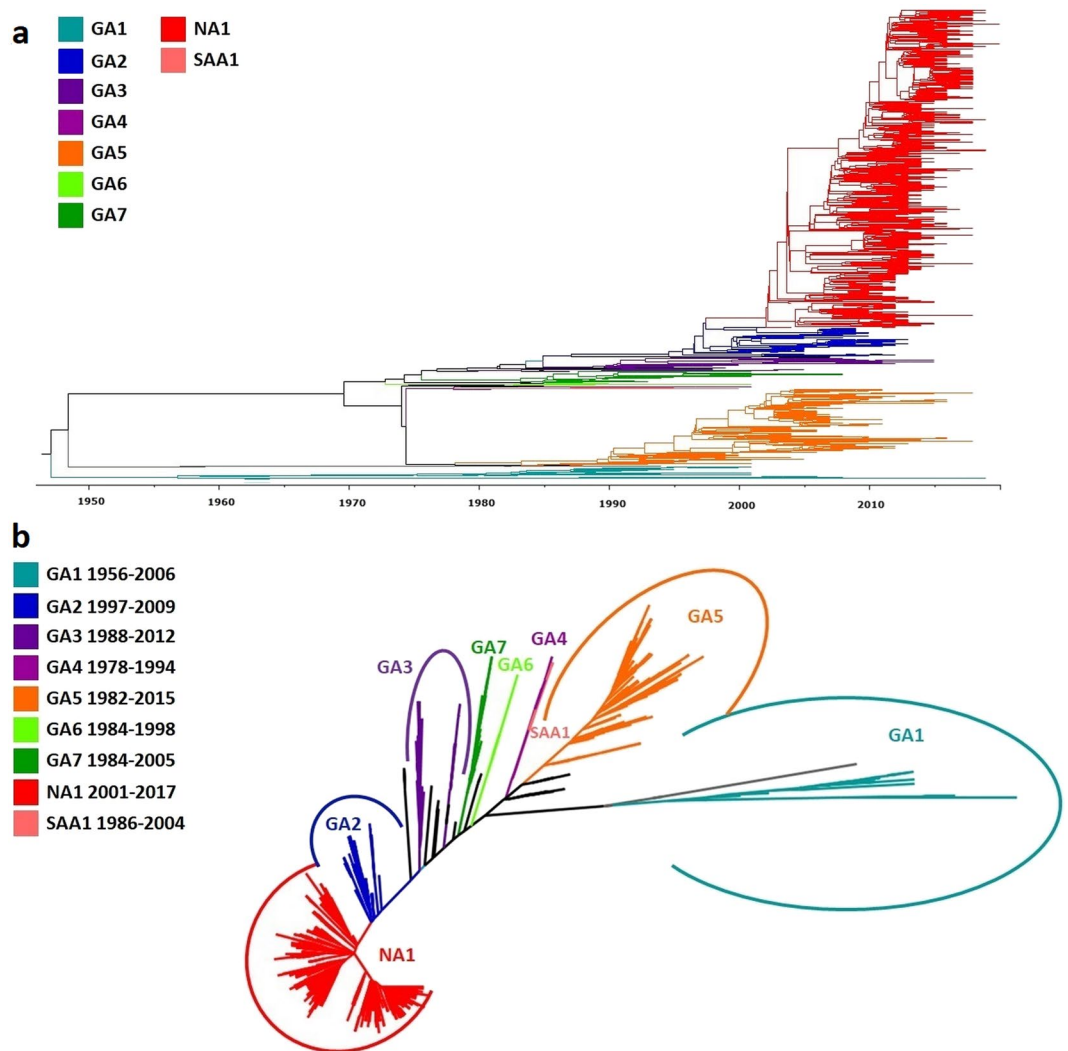 a
GA1 NA1
GA2 SAA1
GA3
GA4
GA5
GA6
GA7
1950 1960 1970 1980 1990 2000 2010
b
GA1 1956-2006
GA2 1997-2009
GA3 1988-2012
GA4 1978-1994
GA5 1982-2015
GA6 1984-1998
GA7 1984-2005
NA1 2001-2017
SAA1 1986-2004
GA5
GA7 GA4
GA3 GA6
SAA1 GA1
GA2
NA1